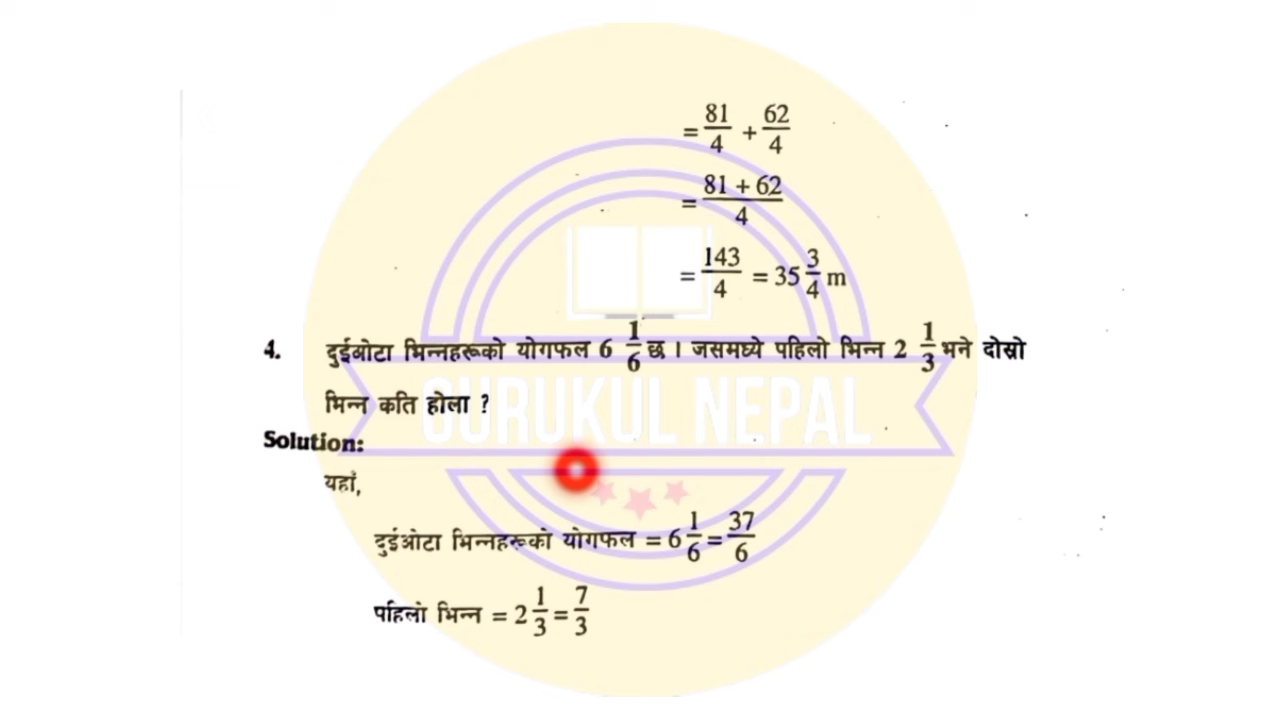 = 81/4 + 62/4
= (81 + 62)/4
= 143/4 = 35 3/4 m
4. दुईओटा भिन्नहरूको योगफल 6 1/6 छ । जसमध्ये पहिलो भिन्न 2 1/3 भने दोस्रो
भिन्न कति होला ?
GURUKUL NEPAL
Solution:
यहाँ,
दुईओटा भिन्नहरूको योगफल = 6 1/6 = 37/6
पहिलो भिन्न = 2 1/3 = 7/3